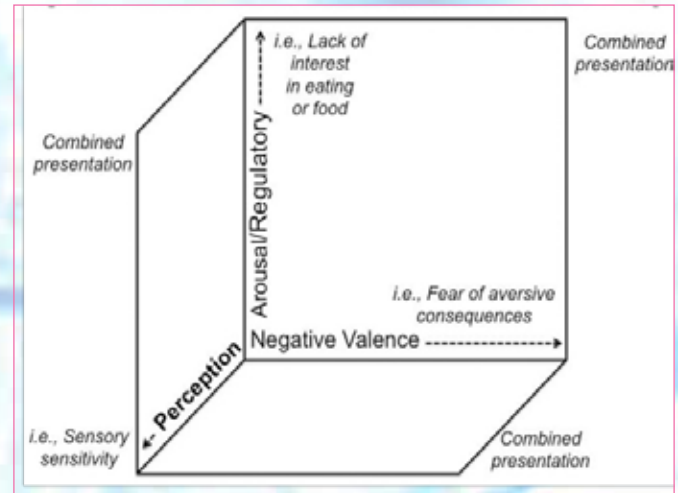 i.e., Lack of
interest
in eating
or food
Combined
presentation
Combined
presentation
Arousal/Regulatory
i.e., Fear of aversive
consequences
Negative Valence
Perception
i.e., Sensory
sensitivity
Combined
presentation